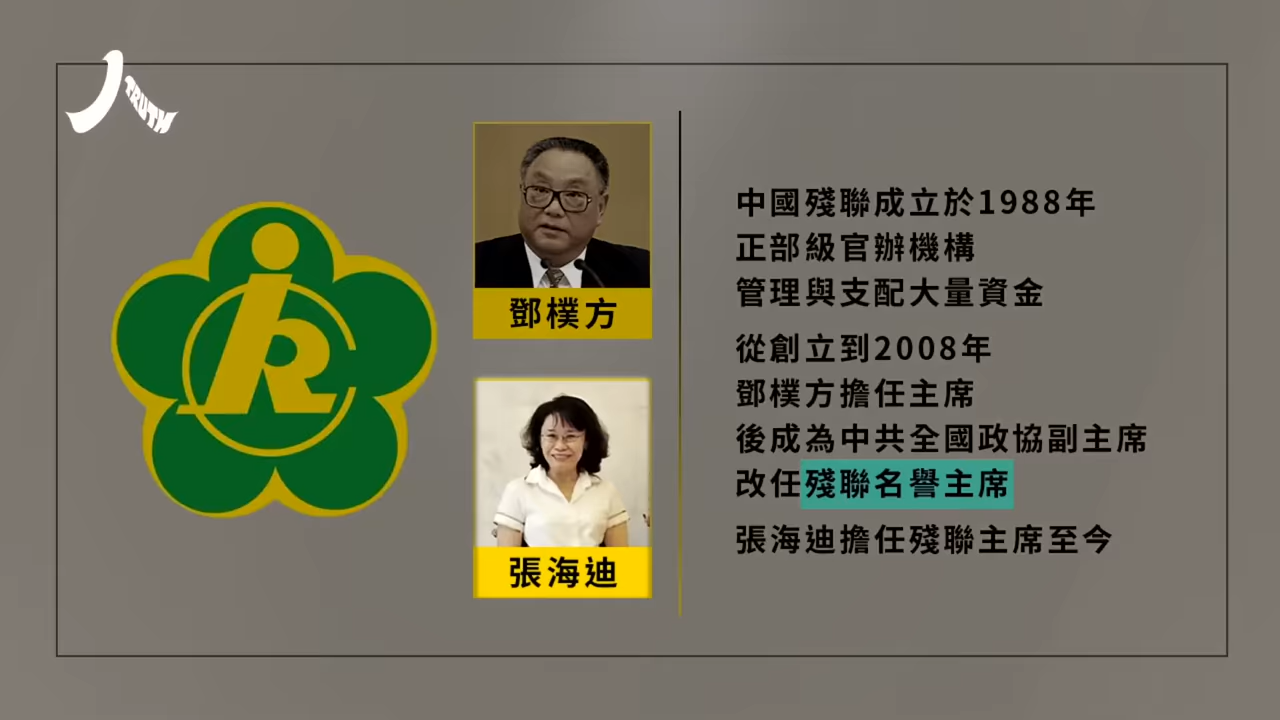 人
TRUTH
鄧樸方
張海迪
中國殘聯成立於1988年
正部級官辦機構
管理與支配大量資金
從創立到2008年
鄧樸方擔任主席
後成為中共全國政協副主席
改任殘聯名譽主席
張海迪擔任殘聯主席至今